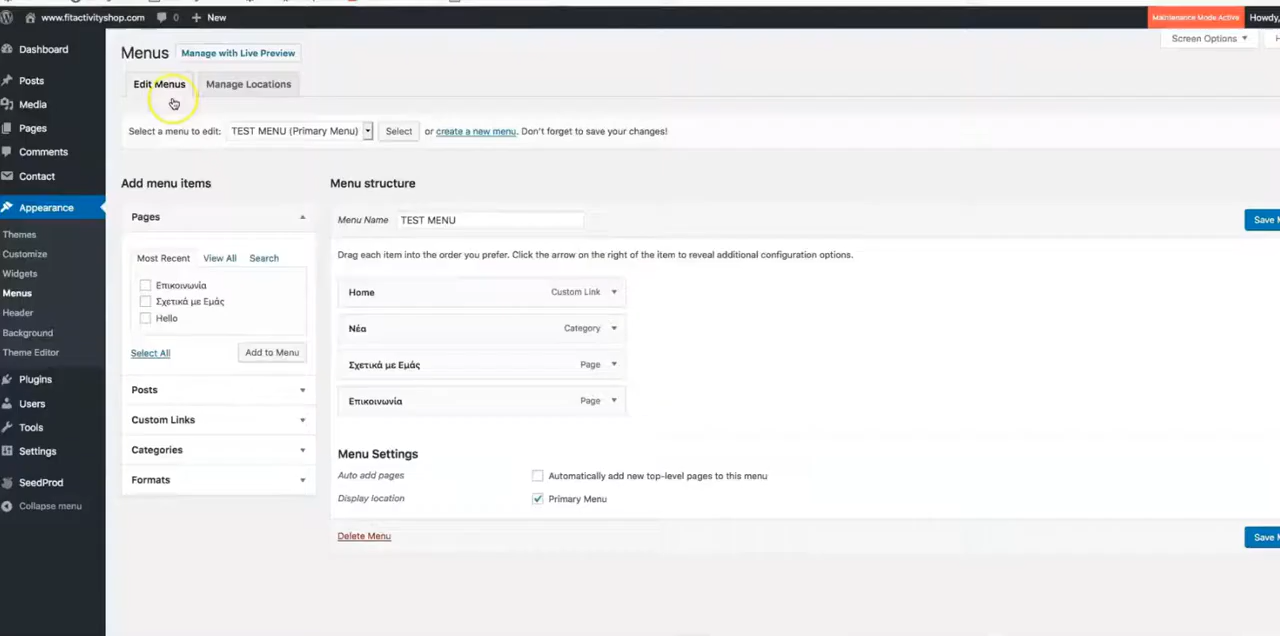 www.fitactivityshop.com 0 + New Maintenance Mode Active Howdy,
Screen Options
Dashboard
Posts
Media
Pages
Comments
Contact
Appearance
Themes
Customize
Widgets
Menus
Header
Background
Theme Editor
Plugins
Users
Tools
Settings
SeedProd
Collapse menu
Menus Manage with Live Preview
Edit Menus Manage Locations
Select a menu to edit: TEST MENU (Primary Menu) Select or create a new menu. Don't forget to save your changes!
Add menu items
Pages
Most Recent View All Search
Επικοινωνία
Σχετικά με Εμάς
Hello
Select All Add to Menu
Posts
Custom Links
Categories
Formats
Menu structure
Menu Name TEST MENU Save
Drag each item into the order you prefer. Click the arrow on the right of the item to reveal additional configuration options.
Home Custom Link
Νέα Category
Σχετικά με Εμάς Page
Επικοινωνία Page
Menu Settings
Auto add pages Automatically add new top-level pages to this menu
Display location Primary Menu
Delete Menu Save